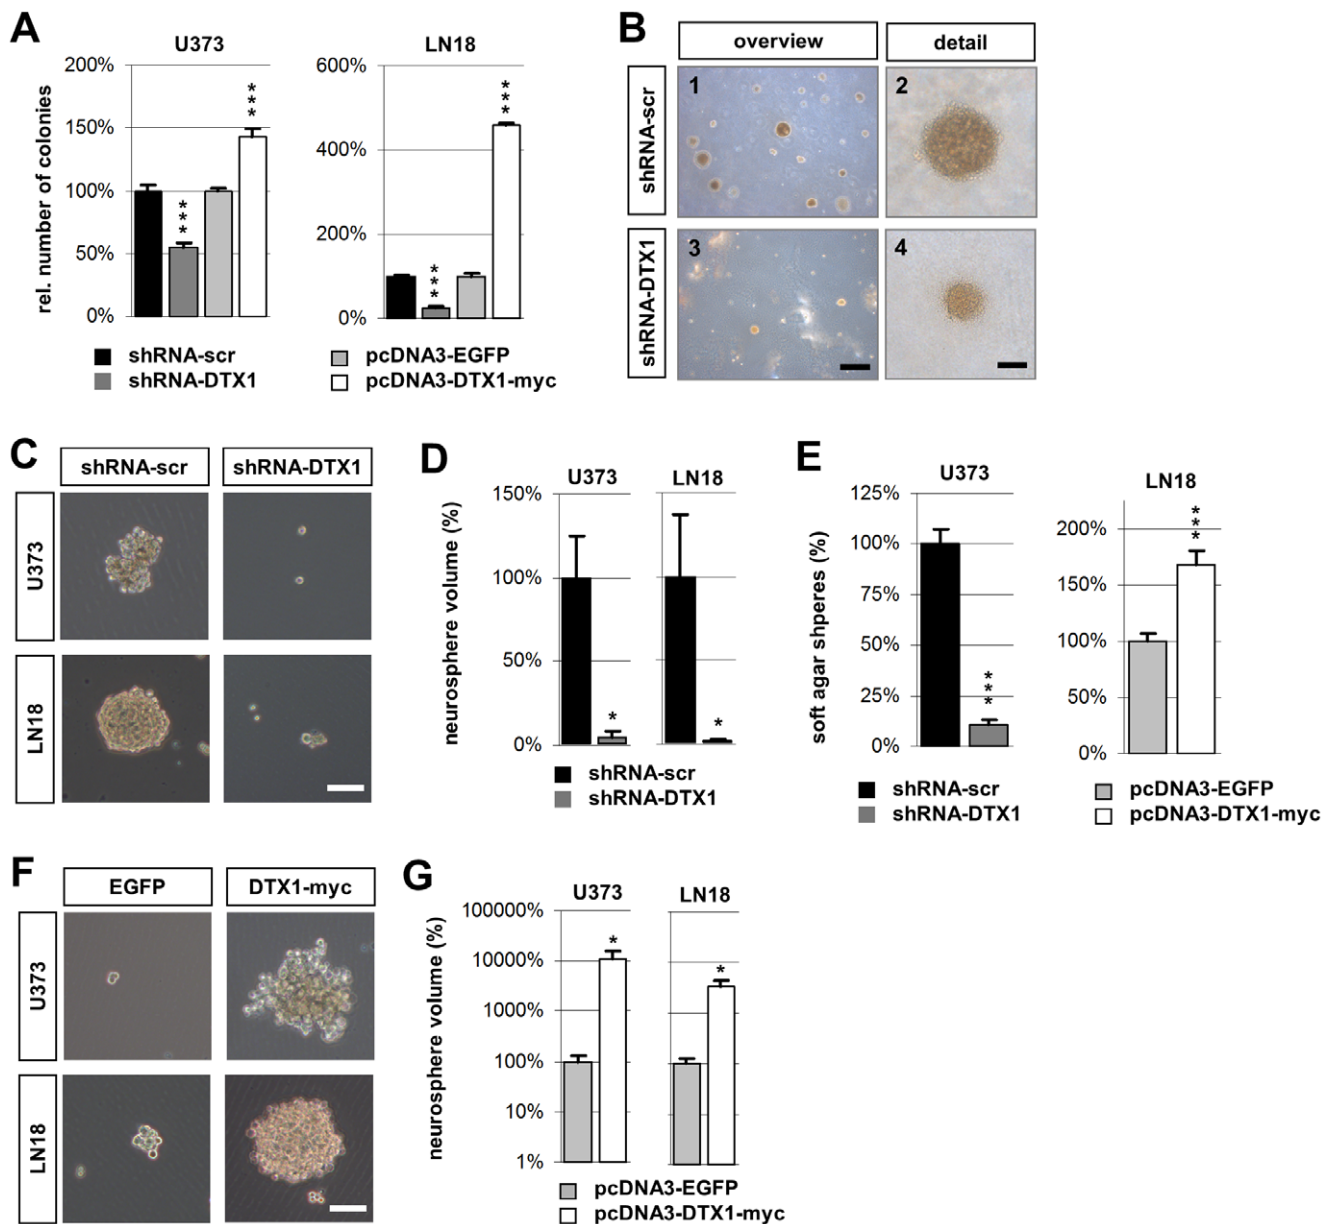 A
U373
LN18
rel. number of colonies
200%
150%
100%
50%
0%
***
***
600%
400%
200%
0%
***
***
shRNA-scr
shRNA-DTX1
pcDNA3-EGFP
pcDNA3-DTX1-myc
B
overview
detail
shRNA-scr
shRNA-DTX1
1
2
3
4
C
shRNA-scr
shRNA-DTX1
U373
LN18
D
U373
LN18
neurosphere volume (%)
150%
100%
50%
0%
*
*
shRNA-scr
shRNA-DTX1
E
U373
LN18
soft agar shperes (%)
125%
100%
75%
50%
25%
0%
***
200%
150%
100%
50%
0%
***
shRNA-scr
shRNA-DTX1
pcDNA3-EGFP
pcDNA3-DTX1-myc
F
EGFP
DTX1-myc
U373
LN18
G
U373
LN18
neurosphere volume (%)
100000%
10000%
1000%
100%
10%
1%
*
*
pcDNA3-EGFP
pcDNA3-DTX1-myc